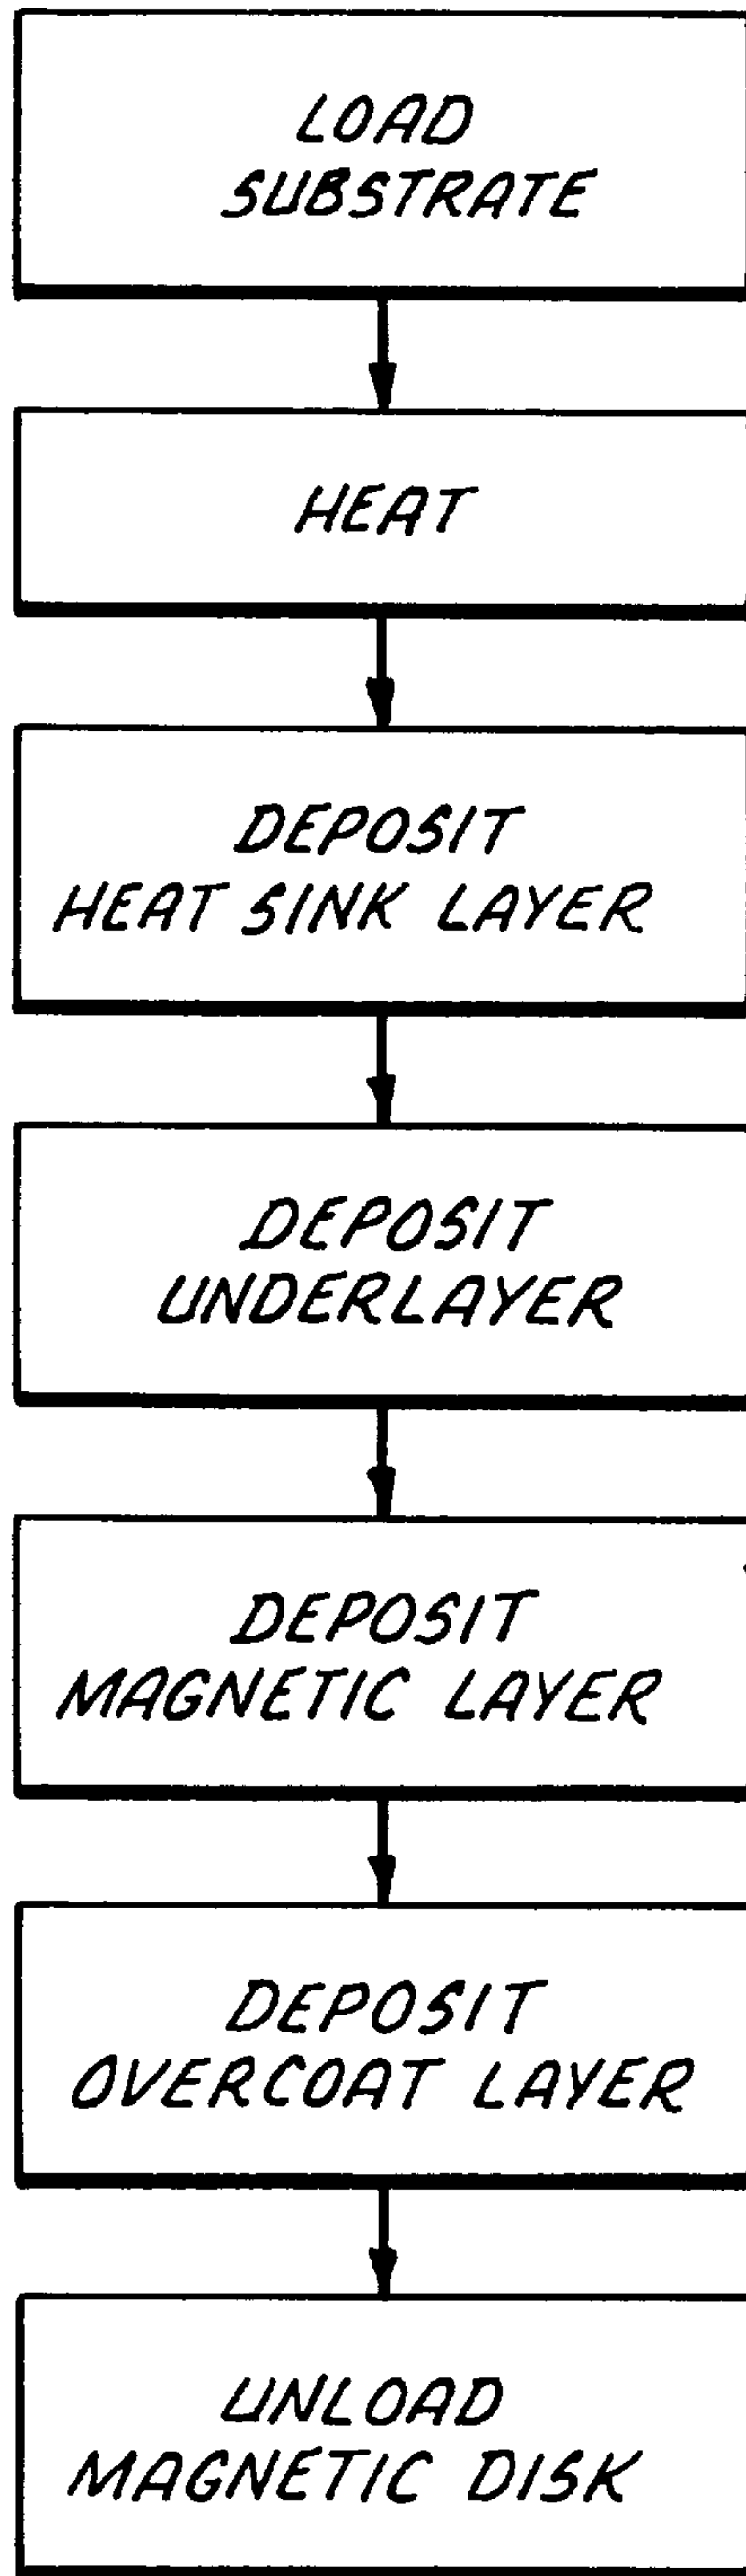 LOAD
SUBSTRATE
HEAT
DEPOSIT
HEAT SINK LAYER
DEPOSIT
UNDERLAYER
DEPOSIT
MAGNETIC LAYER
DEPOSIT
OVERCOAT LAYER
UNLOAD
MAGNETIC DISK